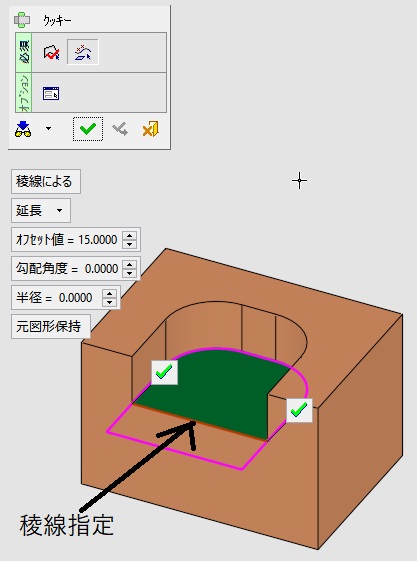 クッキー
必須
オプション
稜線による
延長
オフセット値 = 15.0000
勾配角度 = 0.0000
半径 = 0.0000
元図形保持
稜線指定